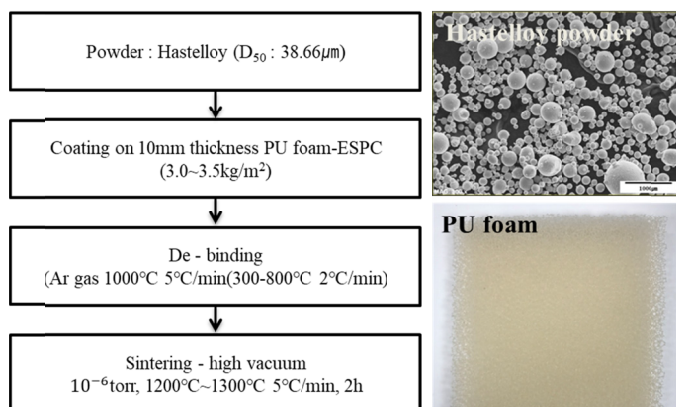 Powder : Hastelloy (D₅₀ : 38.66㎛)
Coating on 10mm thickness PU foam-ESPC
(3.0~3.5kg/m²)
De - binding
(Ar gas 1000℃ 5℃/min(300-800℃ 2℃/min)
Sintering - high vacuum
10⁻⁶torr, 1200℃~1300℃ 5℃/min, 2h
Hastelloy powder
PU foam